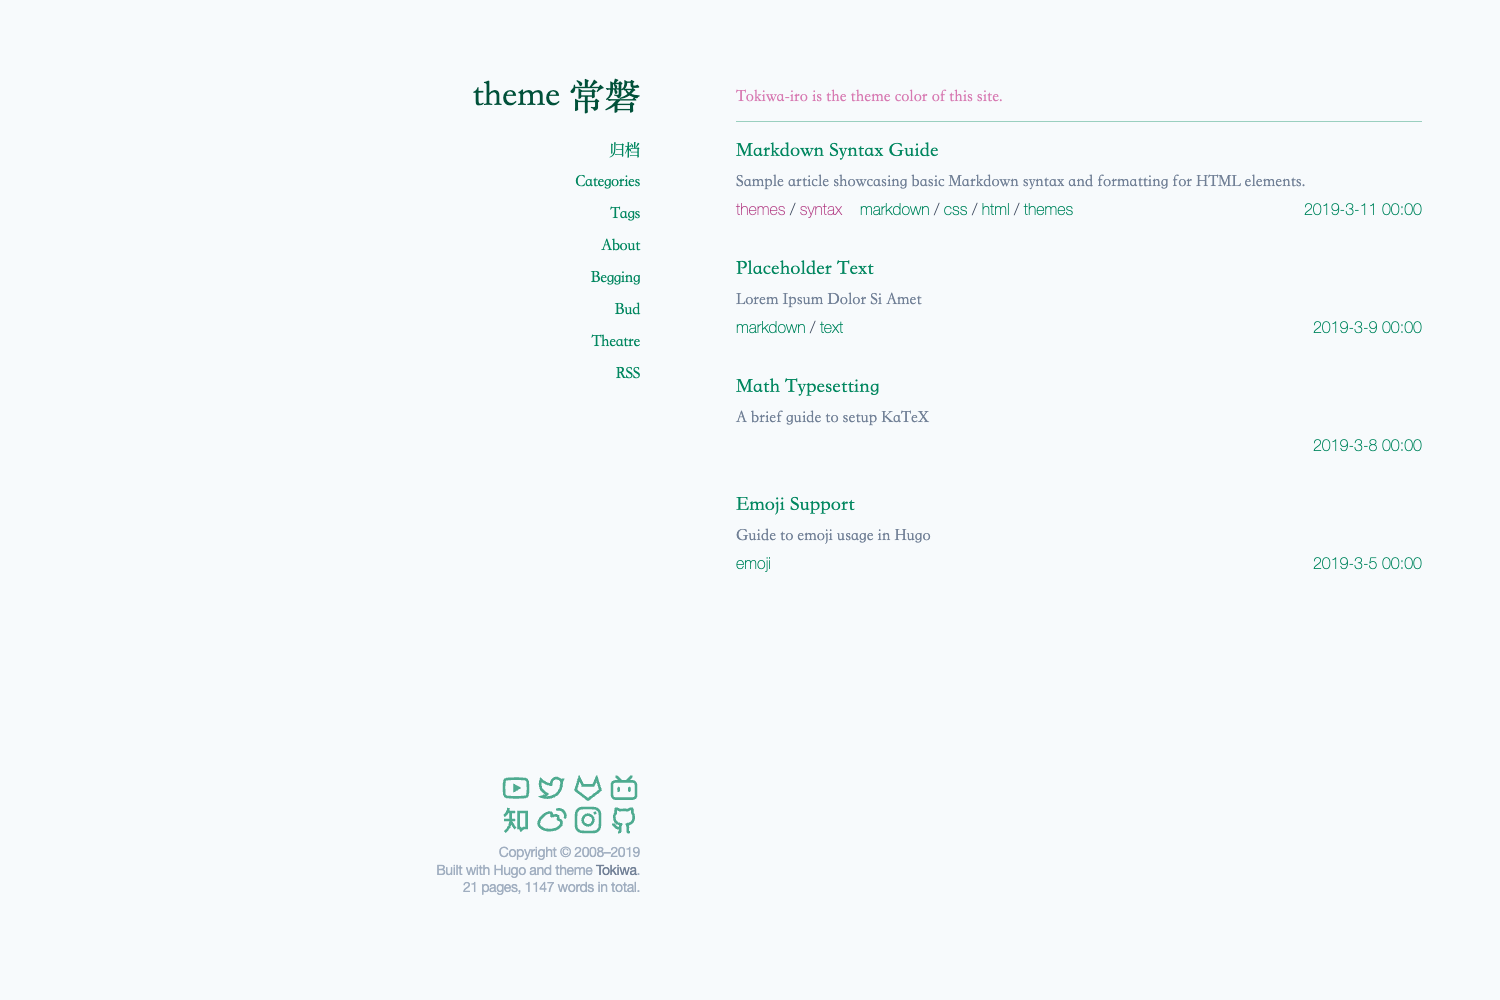 theme 常磐
归档
Categories
Tags
About
Begging
Bud
Theatre
RSS
Tokiwa-iro is the theme color of this site.
Markdown Syntax Guide
Sample article showcasing basic Markdown syntax and formatting for HTML elements.
themes / syntax markdown / css / html / themes 2019-3-11 00:00
Placeholder Text
Lorem Ipsum Dolor Si Amet
markdown / text 2019-3-9 00:00
Math Typesetting
A brief guide to setup KaTeX
2019-3-8 00:00
Emoji Support
Guide to emoji usage in Hugo
emoji 2019-3-5 00:00
知
Copyright © 2008–2019
Built with Hugo and theme Tokiwa.
21 pages, 1147 words in total.